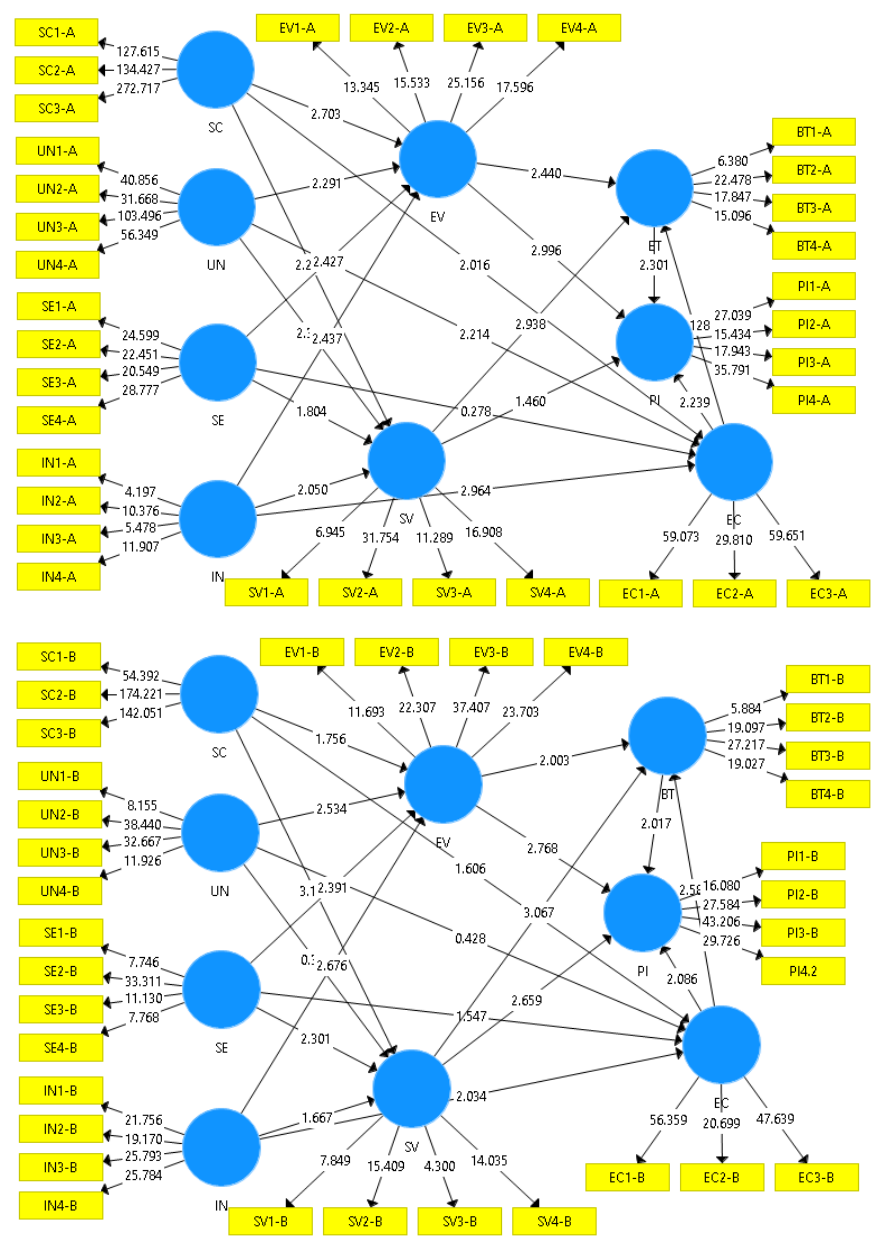 SC1-A
SC2-A
SC3-A
127.615
134.427
272.717
SC
EV1-A
EV2-A
EV3-A
EV4-A
13.345
15.533
25.156
17.596
EV
2.703
UN1-A
UN2-A
UN3-A
UN4-A
40.856
31.668
103.496
56.349
UN
2.291
2.440
BT1-A
BT2-A
BT3-A
BT4-A
6.380
22.478
17.847
15.096
2.427
2.016
2.996
2.301
SE1-A
SE2-A
SE3-A
SE4-A
24.599
22.451
20.549
28.777
SE
2.437
2.938
2.214
PI1-A
PI2-A
PI3-A
PI4-A
27.039
15.434
17.943
35.791
PI
1.804
0.278
1.460
2.239
IN1-A
IN2-A
IN3-A
IN4-A
4.197
10.376
5.478
11.907
IN
2.050
2.964
SV
EC
6.945
31.754
11.289
16.908
59.073
29.810
59.651
SV1-A
SV2-A
SV3-A
SV4-A
EC1-A
EC2-A
EC3-A
SC1-B
SC2-B
SC3-B
54.392
174.221
142.051
SC
EV1-B
EV2-B
EV3-B
EV4-B
11.693
22.307
37.407
23.703
EV
1.756
UN1-B
UN2-B
UN3-B
UN4-B
8.155
38.440
32.667
11.926
UN
2.534
2.003
BT1-B
BT2-B
BT3-B
BT4-B
5.884
19.097
27.217
19.027
BT
2.017
2.391
1.606
2.768
SE1-B
SE2-B
SE3-B
SE4-B
7.746
33.311
11.130
7.768
SE
2.676
3.067
0.428
PI1-B
PI2-B
PI3-B
PI4.2
16.080
27.584
43.206
29.726
PI
2.301
1.547
2.659
2.086
IN1-B
IN2-B
IN3-B
IN4-B
21.756
19.170
25.793
25.784
IN
1.667
2.034
SV
EC
7.849
15.409
4.300
14.035
56.359
20.699
47.639
SV1-B
SV2-B
SV3-B
SV4-B
EC1-B
EC2-B
EC3-B